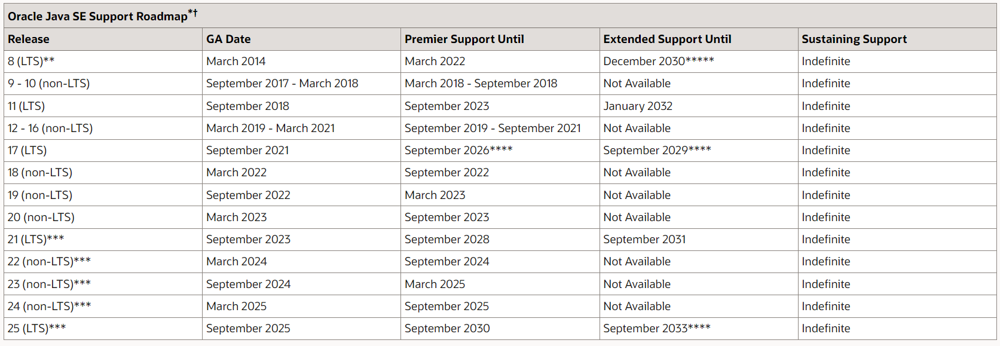 Oracle Java SE Support Roadmap*†
Release GA Date Premier Support Until Extended Support Until Sustaining Support
8 (LTS)** March 2014 March 2022 December 2030***** Indefinite
9 - 10 (non-LTS) September 2017 - March 2018 March 2018 - September 2018 Not Available Indefinite
11 (LTS) September 2018 September 2023 January 2032 Indefinite
12 - 16 (non-LTS) March 2019 - March 2021 September 2019 - September 2021 Not Available Indefinite
17 (LTS) September 2021 September 2026**** September 2029**** Indefinite
18 (non-LTS) March 2022 September 2022 Not Available Indefinite
19 (non-LTS) September 2022 March 2023 Not Available Indefinite
20 (non-LTS) March 2023 September 2023 Not Available Indefinite
21 (LTS)*** September 2023 September 2028 September 2031 Indefinite
22 (non-LTS)*** March 2024 September 2024 Not Available Indefinite
23 (non-LTS)*** September 2024 March 2025 Not Available Indefinite
24 (non-LTS)*** March 2025 September 2025 Not Available Indefinite
25 (LTS)*** September 2025 September 2030 September 2033**** Indefinite